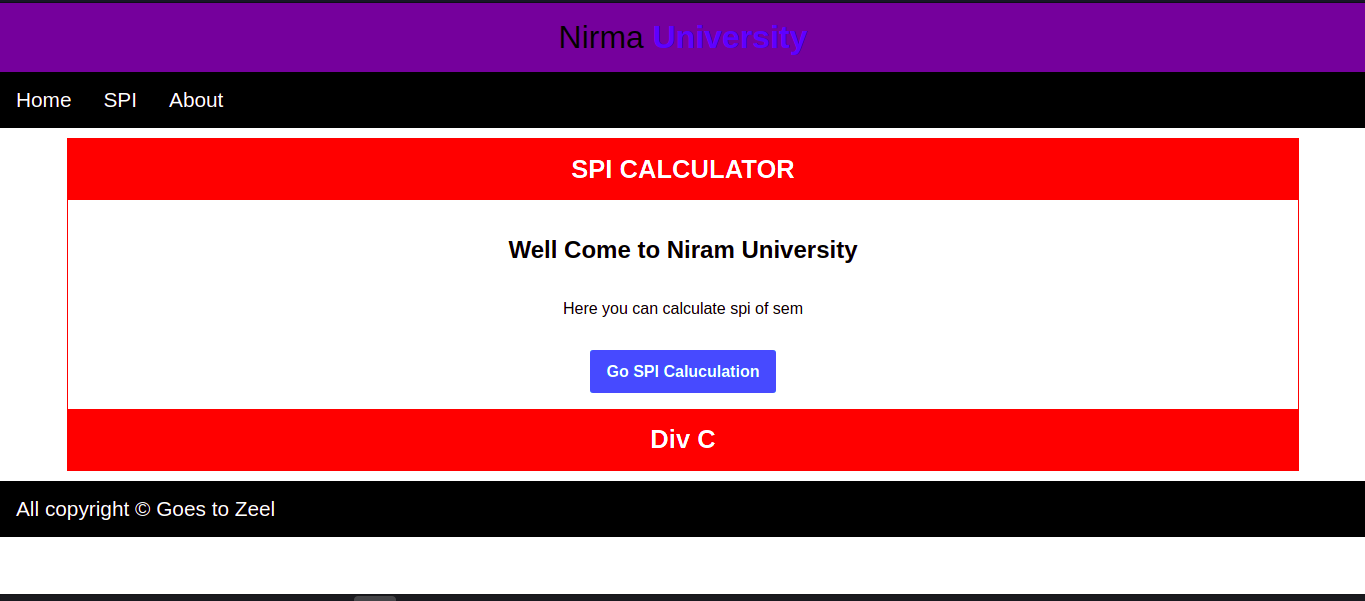 Nirma University
Home SPI About
SPI CALCULATOR
Well Come to Niram University
Here you can calculate spi of sem
Go SPI Caluculation
Div C
All copyright © Goes to Zeel